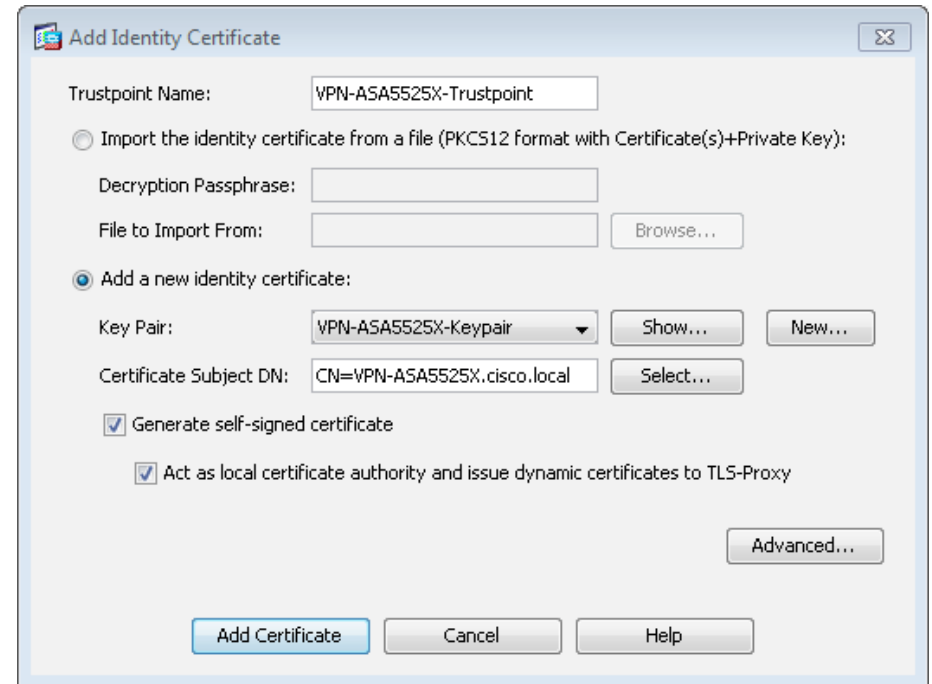 Add Identity Certificate
Trustpoint Name: VPN-ASA5525X-Trustpoint
Import the identity certificate from a file (PKCS12 format with Certificate(s)+Private Key):
Decryption Passphrase:
File to Import From: Browse...
Add a new identity certificate:
Key Pair: VPN-ASA5525X-Keypair Show... New...
Certificate Subject DN: CN=VPN-ASA5525X.cisco.local Select...
Generate self-signed certificate
Act as local certificate authority and issue dynamic certificates to TLS-Proxy
Advanced...
Add Certificate Cancel Help